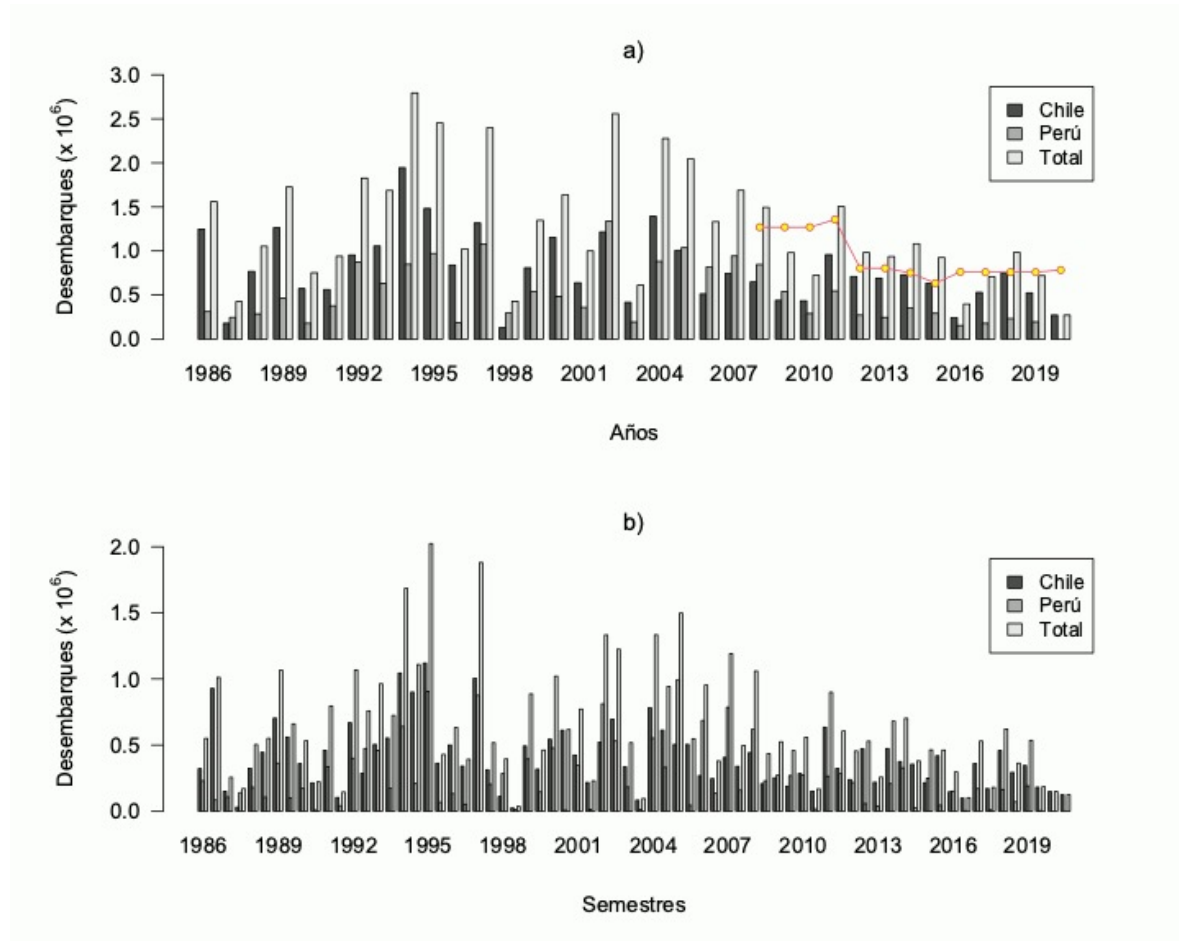 a)
Desembarques (x 10⁶)
3.0
2.5
2.0
1.5
1.0
0.5
0.0
Chile
Perú
Total
1986 1989 1992 1995 1998 2001 2004 2007 2010 2013 2016 2019
Años
b)
Desembarques (x 10⁶)
2.0
1.5
1.0
0.5
0.0
Chile
Perú
Total
1986 1989 1992 1995 1998 2001 2004 2007 2010 2013 2016 2019
Semestres